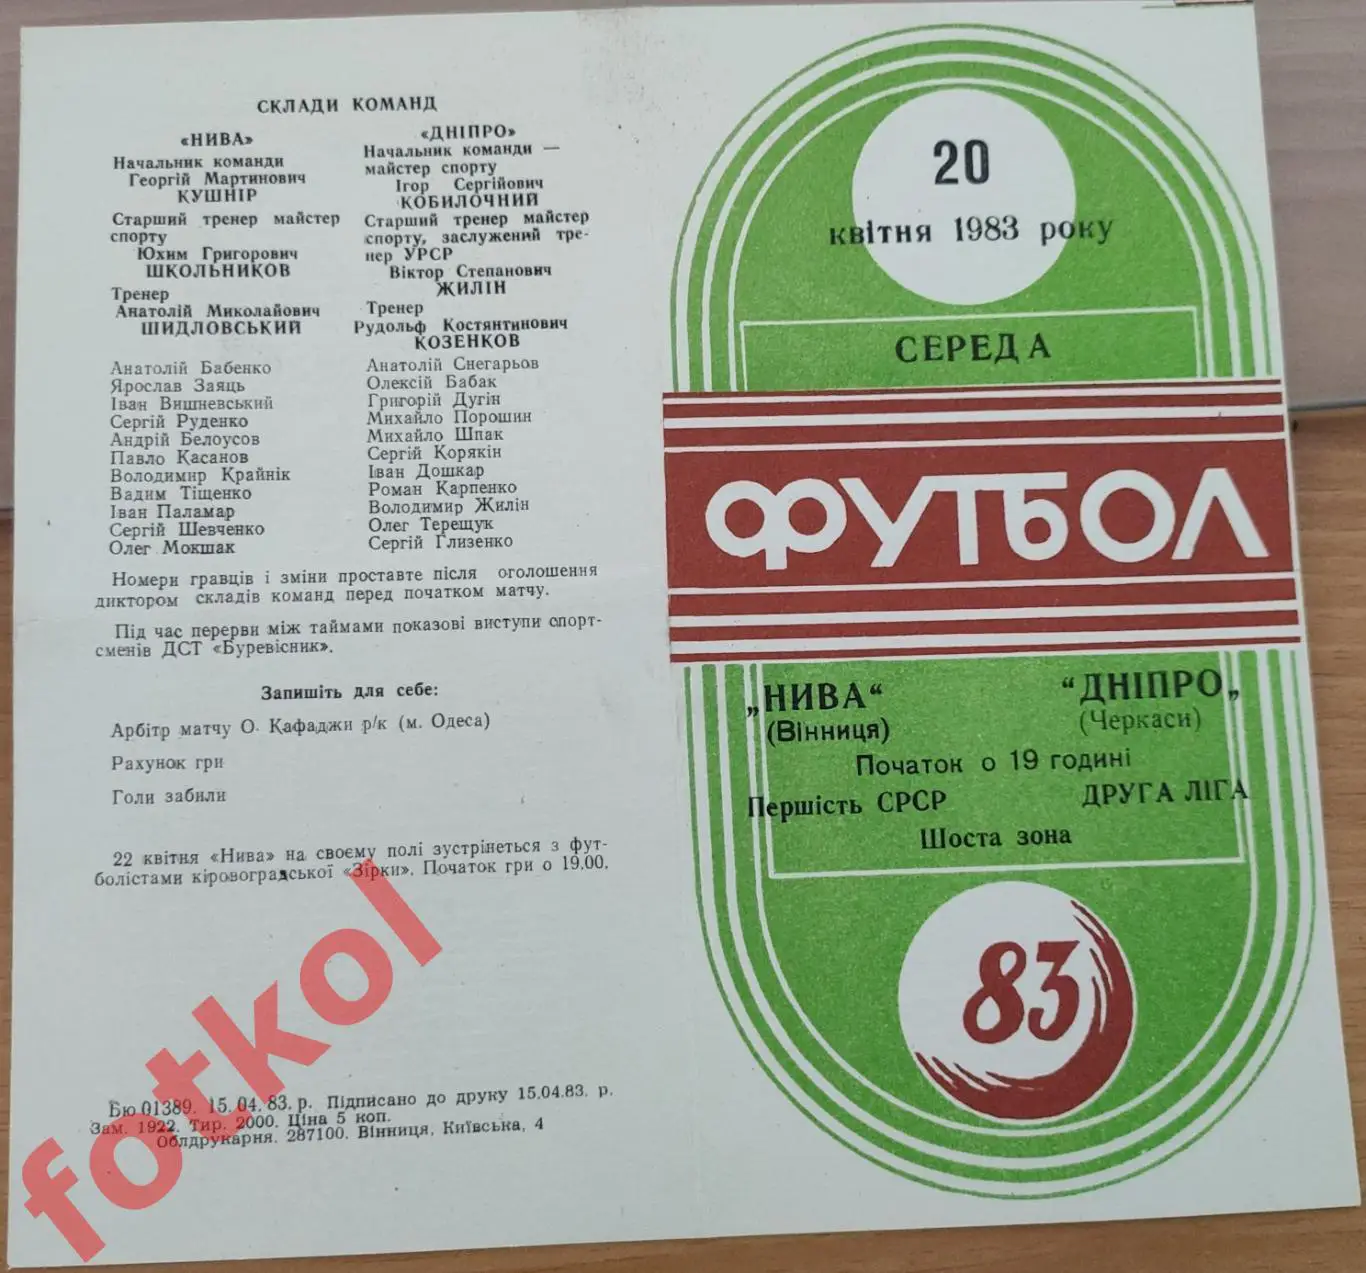 СКЛАДИ КОМАНД
«НИВА»
Начальник команди
Георгій Мартинович
КУШНІР
Старший тренер майстер
спорту
Юхим Григорович
ШКОЛЬНИКОВ
Тренер
Анатолій Миколайович
ШИДЛОВСЬКИЙ
Анатолій Бабенко
Ярослав Заяць
Іван Вишневський
Сергій Руденко
Андрій Белоусов
Павло Касанов
Володимир Крайнік
Вадим Тіщенко
Іван Паламар
Сергій Шевченко
Олег Мокшак
«ДНІПРО»
Начальник команди —
майстер спорту
Ігор Сергійович
КОБИЛОЧНИЙ
Старший тренер майстер
спорту, заслужений тре-
нер УРСР
Віктор Степанович
ЖИЛІН
Тренер
Рудольф Костянтинович
КОЗЕНКОВ
Анатолій Снегарьов
Олексій Бабак
Григорій Дугін
Михайло Порошин
Михайло Шпак
Сергій Корякін
Іван Дошкар
Роман Карпенко
Володимир Жилін
Олег Терещук
Сергій Глизенко
Номери гравців і зміни проставте після оголошення
диктором складів команд перед початком матчу.
Під час перерви між таймами показові виступи спорт-
сменів ДСТ «Буревісник».
Запишіть для себе:
Арбітр матчу О. Кафаджи р/к (м. Одеса)
Рахунок гри
Голи забили
22 квітня «Нива» на своєму полі зустрінеться з фут-
болістами кіровоградської «Зірки». Початок гри о 19.00.
Бю 01389. 15.04.83. р. Підписано до друку 15.04.83. р.
Зам. 1922. Тир. 2000. Ціна 5 коп.
Облдрукарня. 287100. Вінниця, Київська, 4
20
квітня 1983 року
СЕРЕДА
ФУТБОЛ
„НИВА“ “ДНІПРО„
(Вінниця) (Черкаси)
Початок о 19 годині
Першість СРСР ДРУГА ЛІГА
Шоста зона
83
fotkol